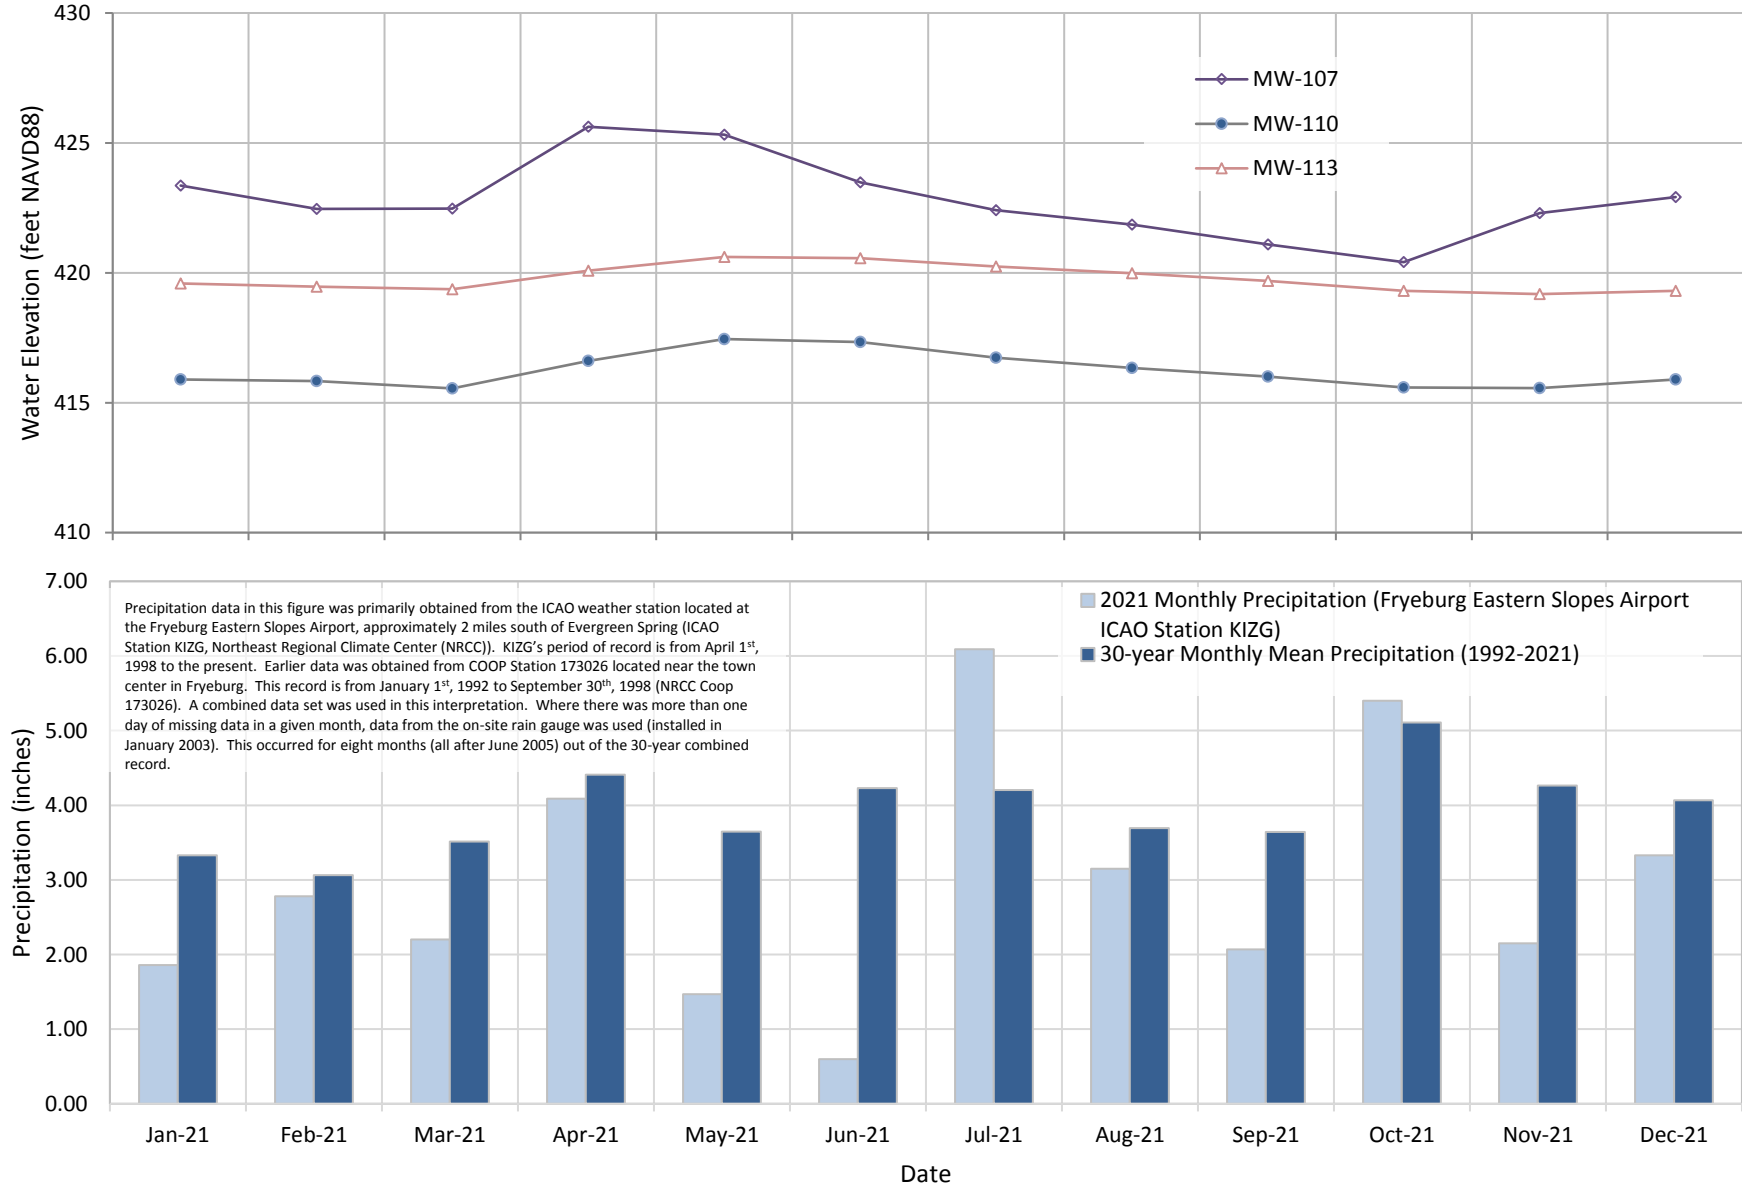 430
425
420
415
410
Water Elevation (feet NAVD88)
MW-107
MW-110
MW-113
7.00
6.00
5.00
4.00
3.00
2.00
1.00
0.00
Precipitation (inches)
Precipitation data in this figure was primarily obtained from the ICAO weather station located at
the Fryeburg Eastern Slopes Airport, approximately 2 miles south of Evergreen Spring (ICAO
Station KIZG, Northeast Regional Climate Center (NRCC)). KIZG's period of record is from April 1st,
1998 to the present. Earlier data was obtained from COOP Station 173026 located near the town
center in Fryeburg. This record is from January 1st, 1992 to September 30th, 1998 (NRCC Coop
173026). A combined data set was used in this interpretation. Where there was more than one
day of missing data in a given month, data from the on-site rain gauge was used (installed in
January 2003). This occurred for eight months (all after June 2005) out of the 30-year combined
record.
2021 Monthly Precipitation (Fryeburg Eastern Slopes Airport
ICAO Station KIZG)
30-year Monthly Mean Precipitation (1992-2021)
Jan-21 Feb-21 Mar-21 Apr-21 May-21 Jun-21 Jul-21 Aug-21 Sep-21 Oct-21 Nov-21 Dec-21
Date